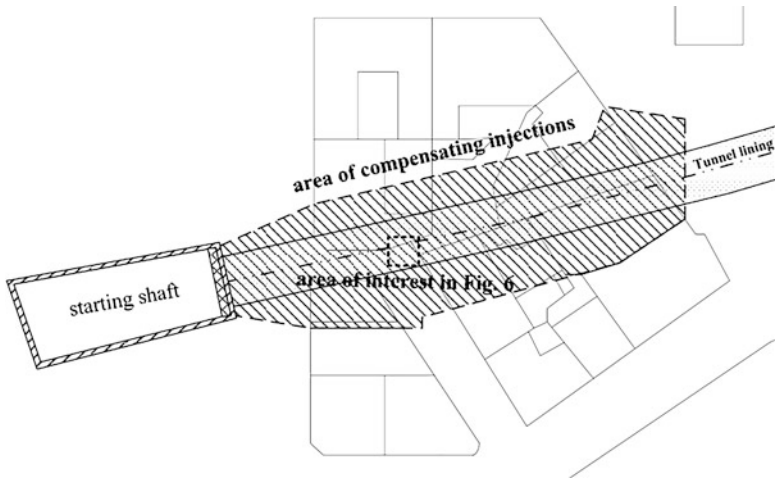 area of compensating injections
Tunnel lining
area of interest in Fig. 6
starting shaft